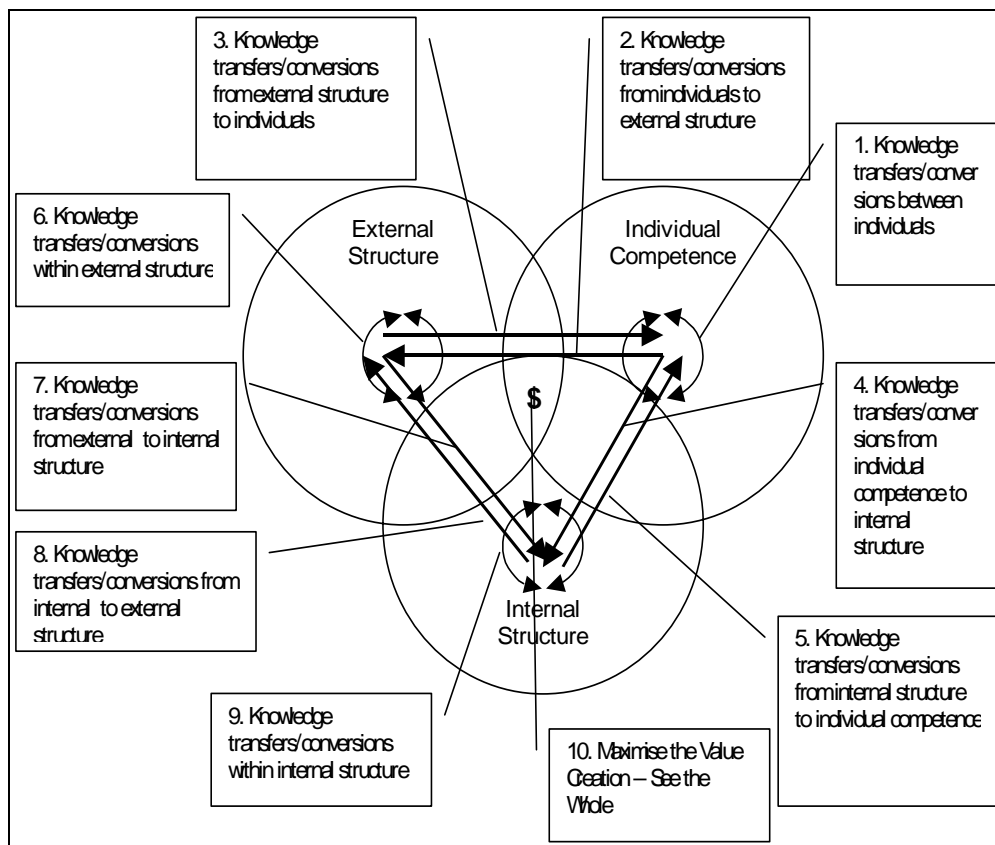 3. Knowledge
transfers/conversions
from external structure
to individuals
2. Knowledge
transfers/conversions
from individuals to
external structure
1. Knowledge
transfers/conver
sions between
individuals
6. Knowledge
transfers/conversions
within external structure
External
Structure
Individual
Competence
7. Knowledge
transfers/conversions
from external to internal
structure
$
4. Knowledge
transfers/conver
sions from
individual
competence to
internal
structure
8. Knowledge
transfers/conversions from
internal to external
structure
Internal
Structure
5. Knowledge
transfers/conversions
from internal structure
to individual competence
9. Knowledge
transfers/conversions
within internal structure
10. Maximise the Value
Creation – See the
Whole